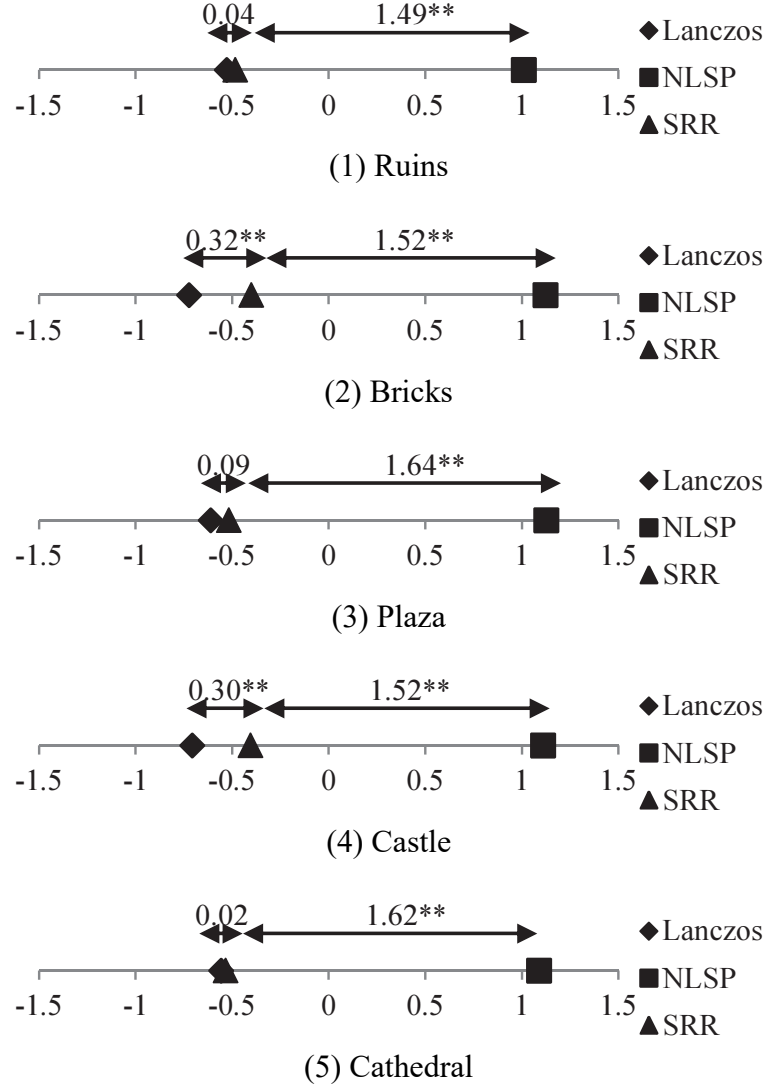 0.04 1.49**
Lanczos
NLSP
SRR
-1.5 -1 -0.5 0 0.5 1 1.5
(1) Ruins
0.32** 1.52**
Lanczos
NLSP
SRR
-1.5 -1 -0.5 0 0.5 1 1.5
(2) Bricks
0.09 1.64**
Lanczos
NLSP
SRR
-1.5 -1 -0.5 0 0.5 1 1.5
(3) Plaza
0.30** 1.52**
Lanczos
NLSP
SRR
-1.5 -1 -0.5 0 0.5 1 1.5
(4) Castle
0.02 1.62**
Lanczos
NLSP
SRR
-1.5 -1 -0.5 0 0.5 1 1.5
(5) Cathedral